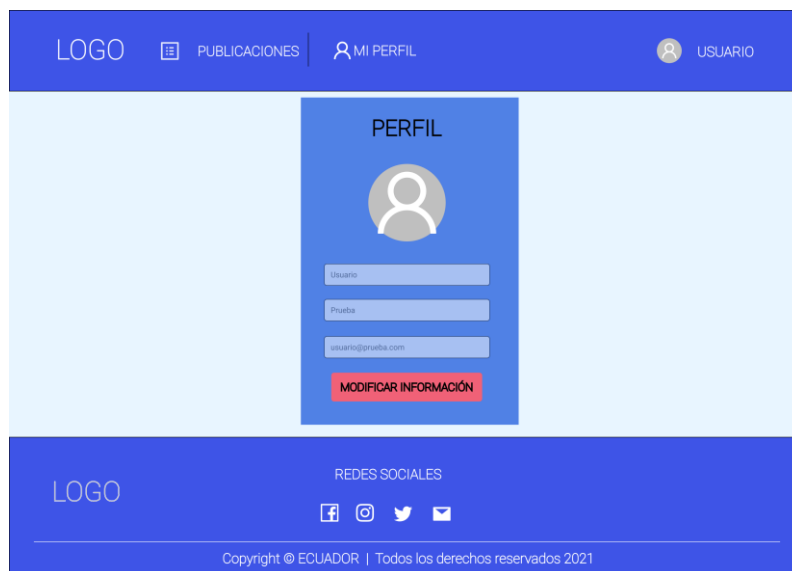 LOGO PUBLICACIONES MI PERFIL USUARIO
PERFIL
Usuario
Prueba
usuario@prueba.com
MODIFICAR INFORMACIÓN
REDES SOCIALES
LOGO
Copyright © ECUADOR | Todos los derechos reservados 2021